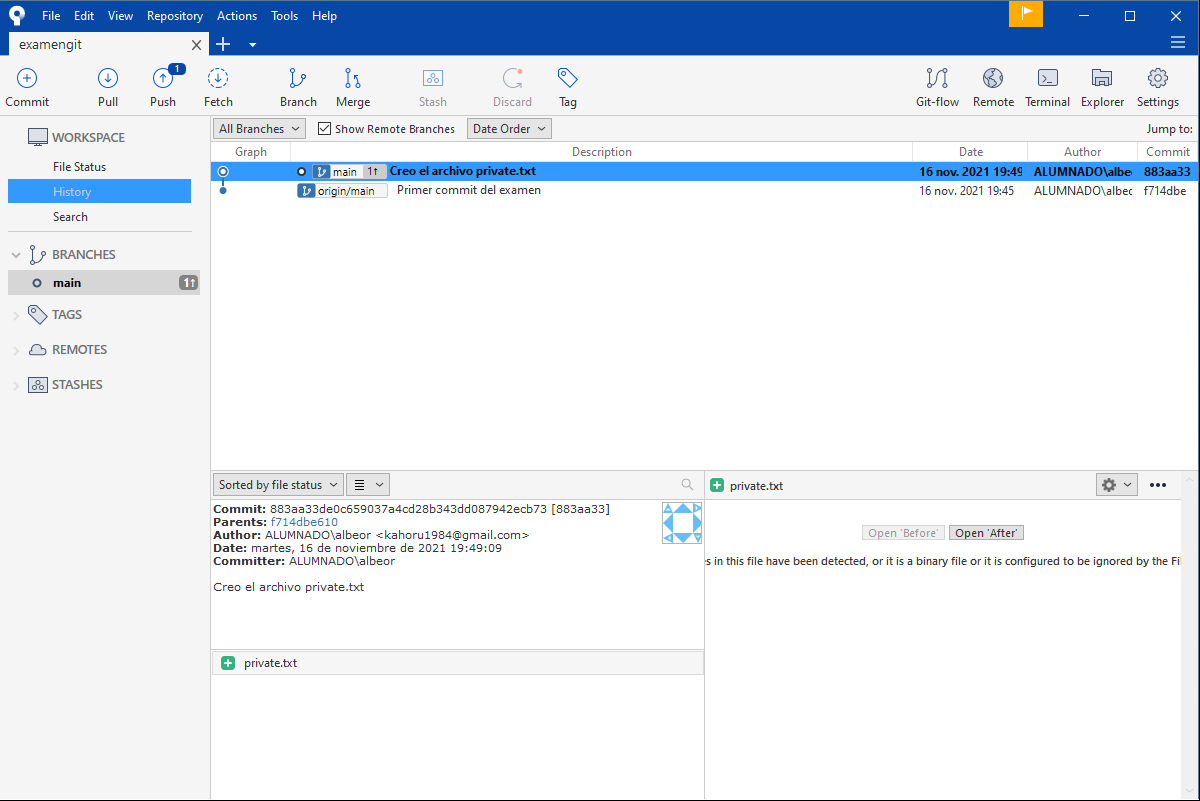 File Edit View Repository Actions Tools Help
examengit
1
Commit Pull Push Fetch Branch Merge Stash Discard Tag Git-flow Remote Terminal Explorer Settings
WORKSPACE
File Status
History
Search
BRANCHES
main 1↑
TAGS
REMOTES
STASHES
All Branches Show Remote Branches Date Order Jump to:
Graph Description Date Author Commit
main 1↑ Creo el archivo private.txt 16 nov. 2021 19:49 ALUMNADO\albec 883aa33
origin/main Primer commit del examen 16 nov. 2021 19:45 ALUMNADO\albec f714dbe
Sorted by file status
Commit: 883aa33de0c659037a4cd28b343dd087942ecb73 [883aa33]
Parents: f714dbe610
Author: ALUMNADO\albeor <kahoru1984@gmail.com>
Date: martes, 16 de noviembre de 2021 19:49:09
Committer: ALUMNADO\albeor
Creo el archivo private.txt
private.txt
private.txt
Open 'Before' Open 'After'
s in this file have been detected, or it is a binary file or it is configured to be ignored by the Fi